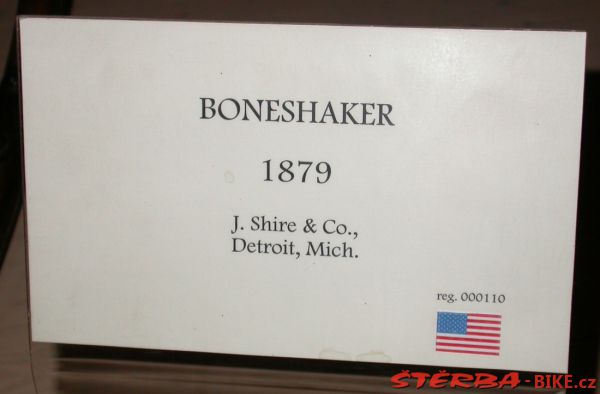 BONESHAKER
1879
J. Shire & Co.,
Detroit, Mich.
reg. 000110
ŠTĚRBA-BIKE.cz